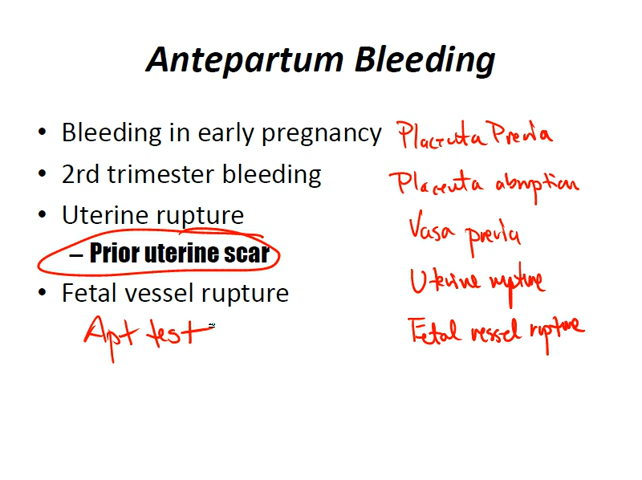 Antepartum Bleeding
• Bleeding in early pregnancy
• 2rd trimester bleeding
• Uterine rupture
– Prior uterine scar
• Fetal vessel rupture
Apt test
Placenta Previa
Placenta abruption
Vasa previa
Uterine rupture
Fetal vessel rupture